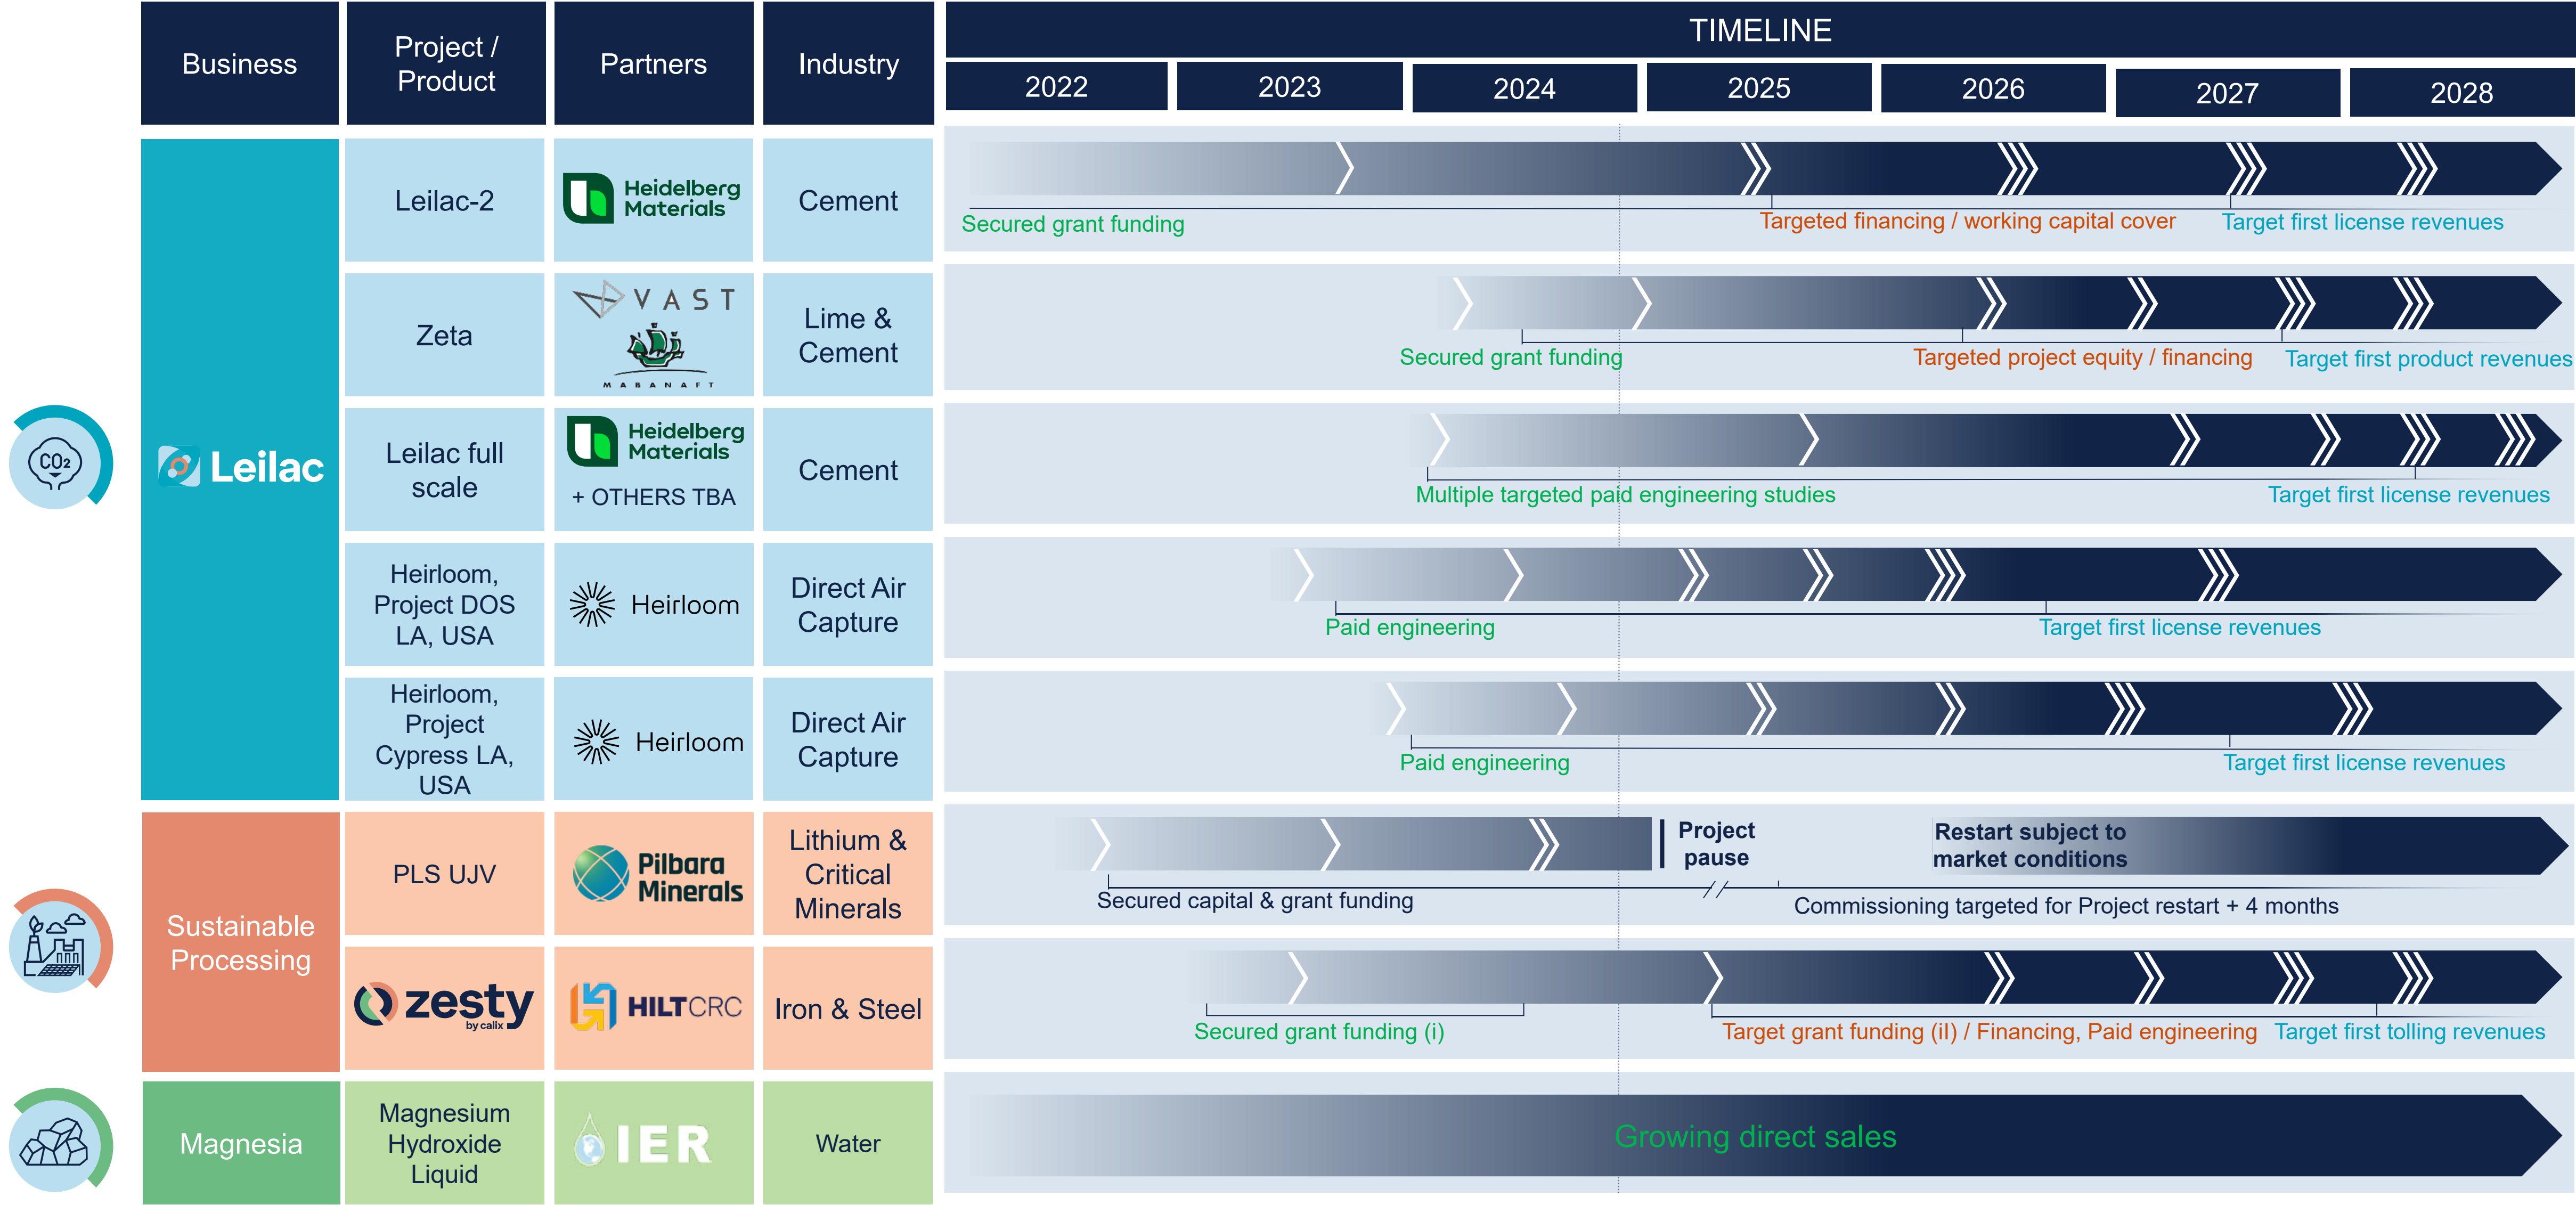 Business
Project /
Product
Partners
Industry
TIMELINE
2022
2023
2024
2025
2026
2027
2028
CO2
Leilac
Leilac-2
Heidelberg
Materials
Cement
Secured grant funding
Targeted financing / working capital cover
Target first license revenues
Zeta
VAST
MABANAFT
Lime &
Cement
Secured grant funding
Targeted project equity / financing
Target first product revenues
Leilac full
scale
Heidelberg
Materials
+ OTHERS TBA
Cement
Multiple targeted paid engineering studies
Target first license revenues
Heirloom,
Project DOS
LA, USA
Heirloom
Direct Air
Capture
Paid engineering
Target first license revenues
Heirloom,
Project
Cypress LA,
USA
Heirloom
Direct Air
Capture
Paid engineering
Target first license revenues
Sustainable
Processing
PLS UJV
Pilbara
Minerals
Lithium &
Critical
Minerals
Project
pause
Restart subject to
market conditions
Secured capital & grant funding
Commissioning targeted for Project restart + 4 months
zesty
by calix
HILTCRC
Iron & Steel
Secured grant funding (i)
Target grant funding (iI) / Financing, Paid engineering
Target first tolling revenues
Magnesia
Magnesium
Hydroxide
Liquid
IER
Water
Growing direct sales